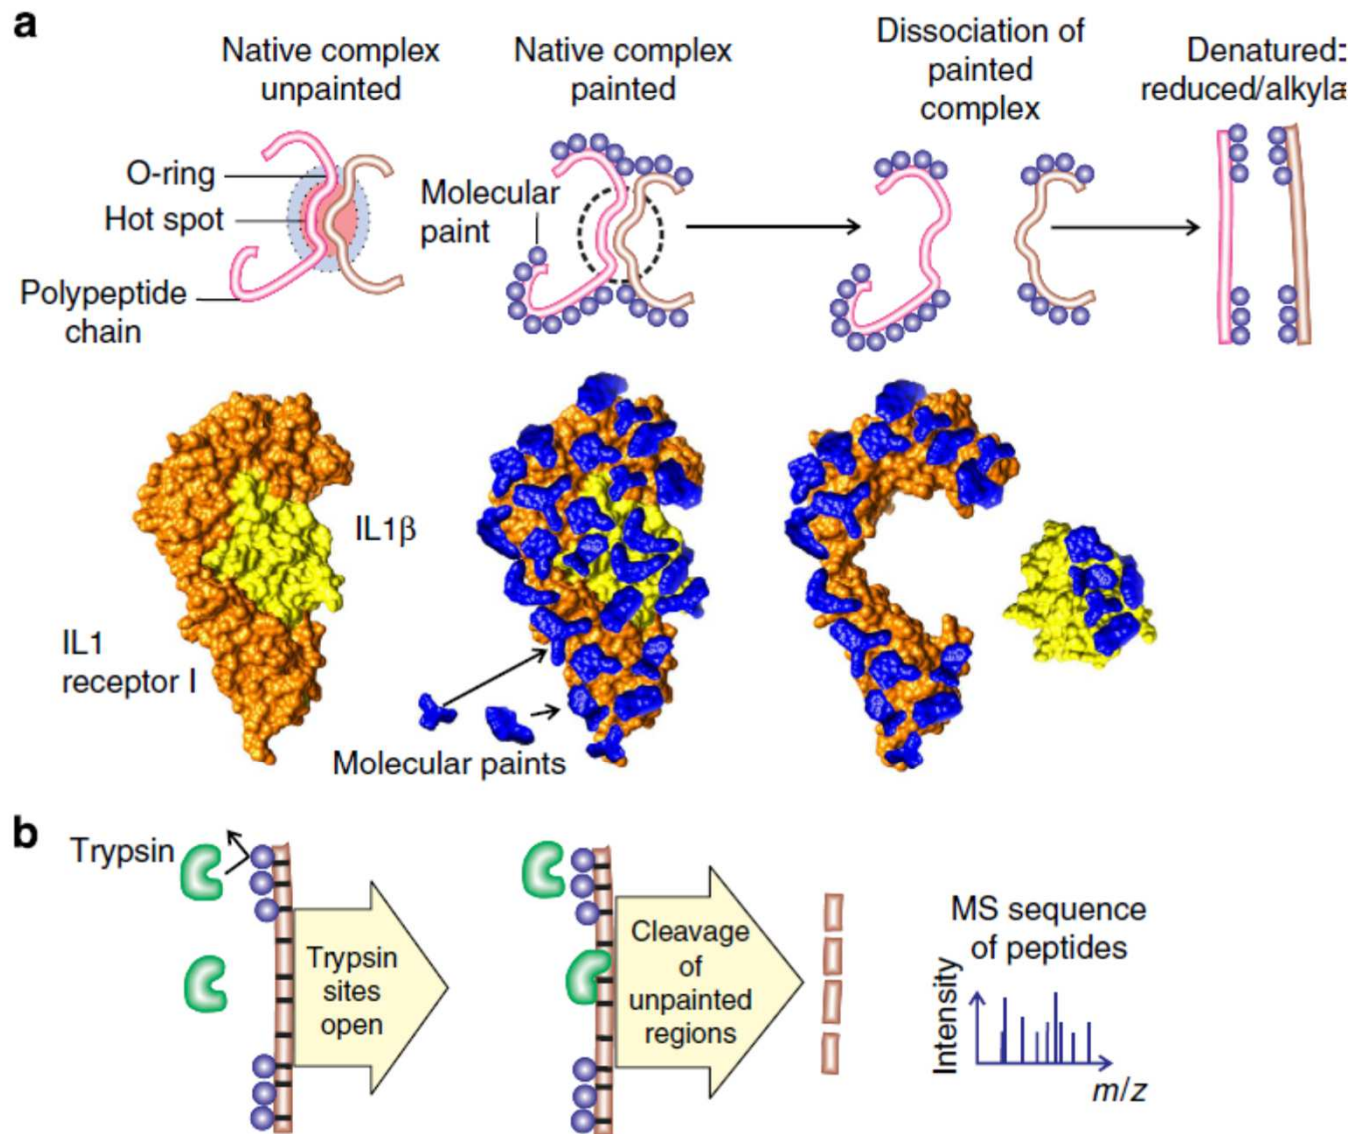 a
Native complex
unpainted
Native complex
painted
Dissociation of
painted
complex
Denatured:
reduced/alkyla
O-ring
Hot spot
Polypeptide
chain
Molecular
paint
IL1β
IL1
receptor I
Molecular paints
b
Trypsin
Trypsin
sites
open
Cleavage
of
unpainted
regions
MS sequence
of peptides
Intensity
m/z